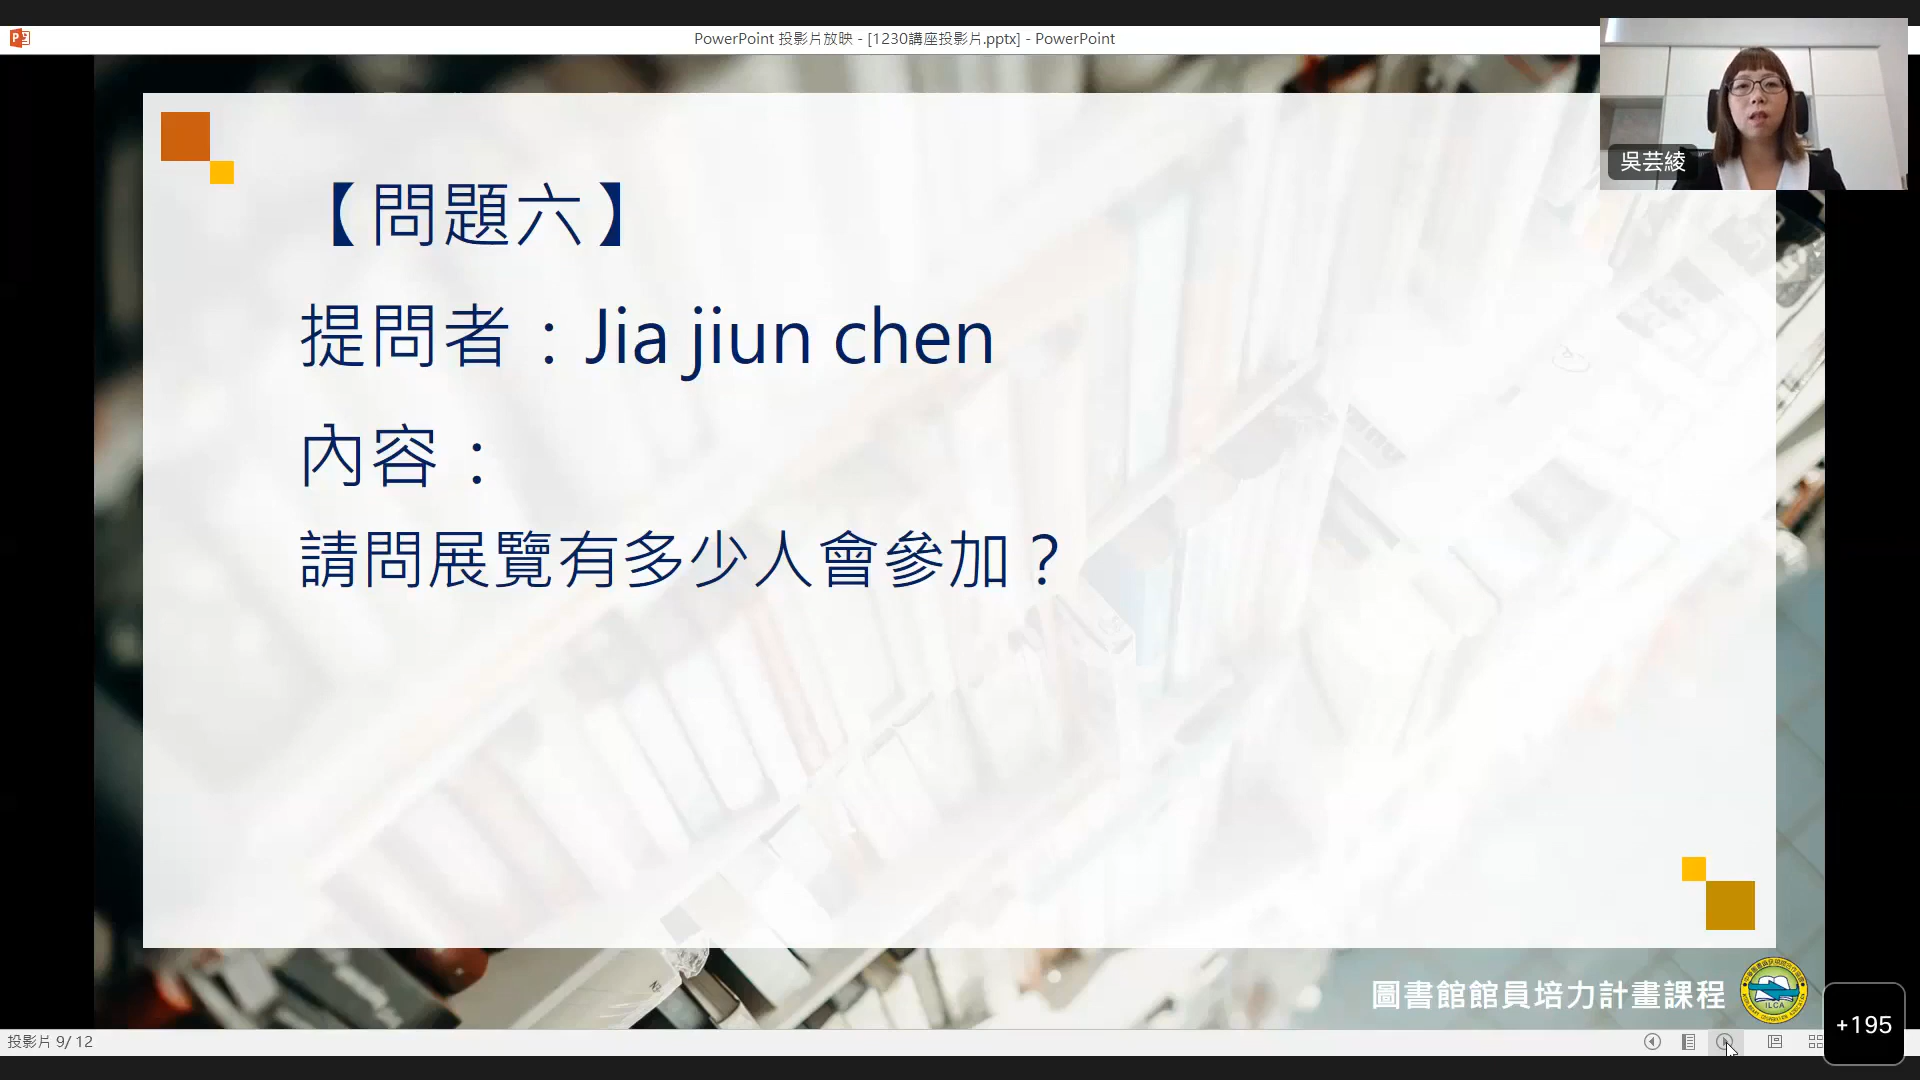 PowerPoint 投影片放映 - [1230講座投影片.pptx] - PowerPoint
吳芸綾
【問題六】
提問者：Jia jiun chen
內容：
請問展覽有多少人會參加？
圖書館館員培力計畫課程
ILCA
投影片 9/ 12
+195